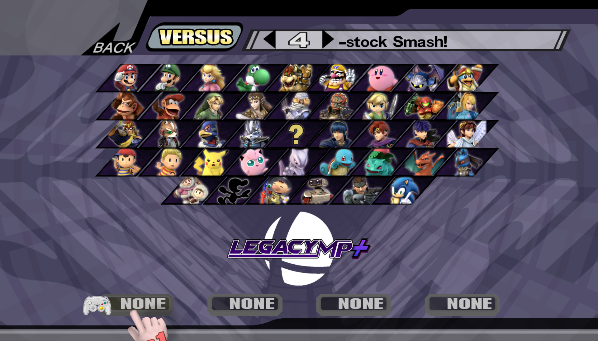 BACK
VERSUS
4 -stock Smash!
?
LEGACYMP+
NONE NONE NONE NONE